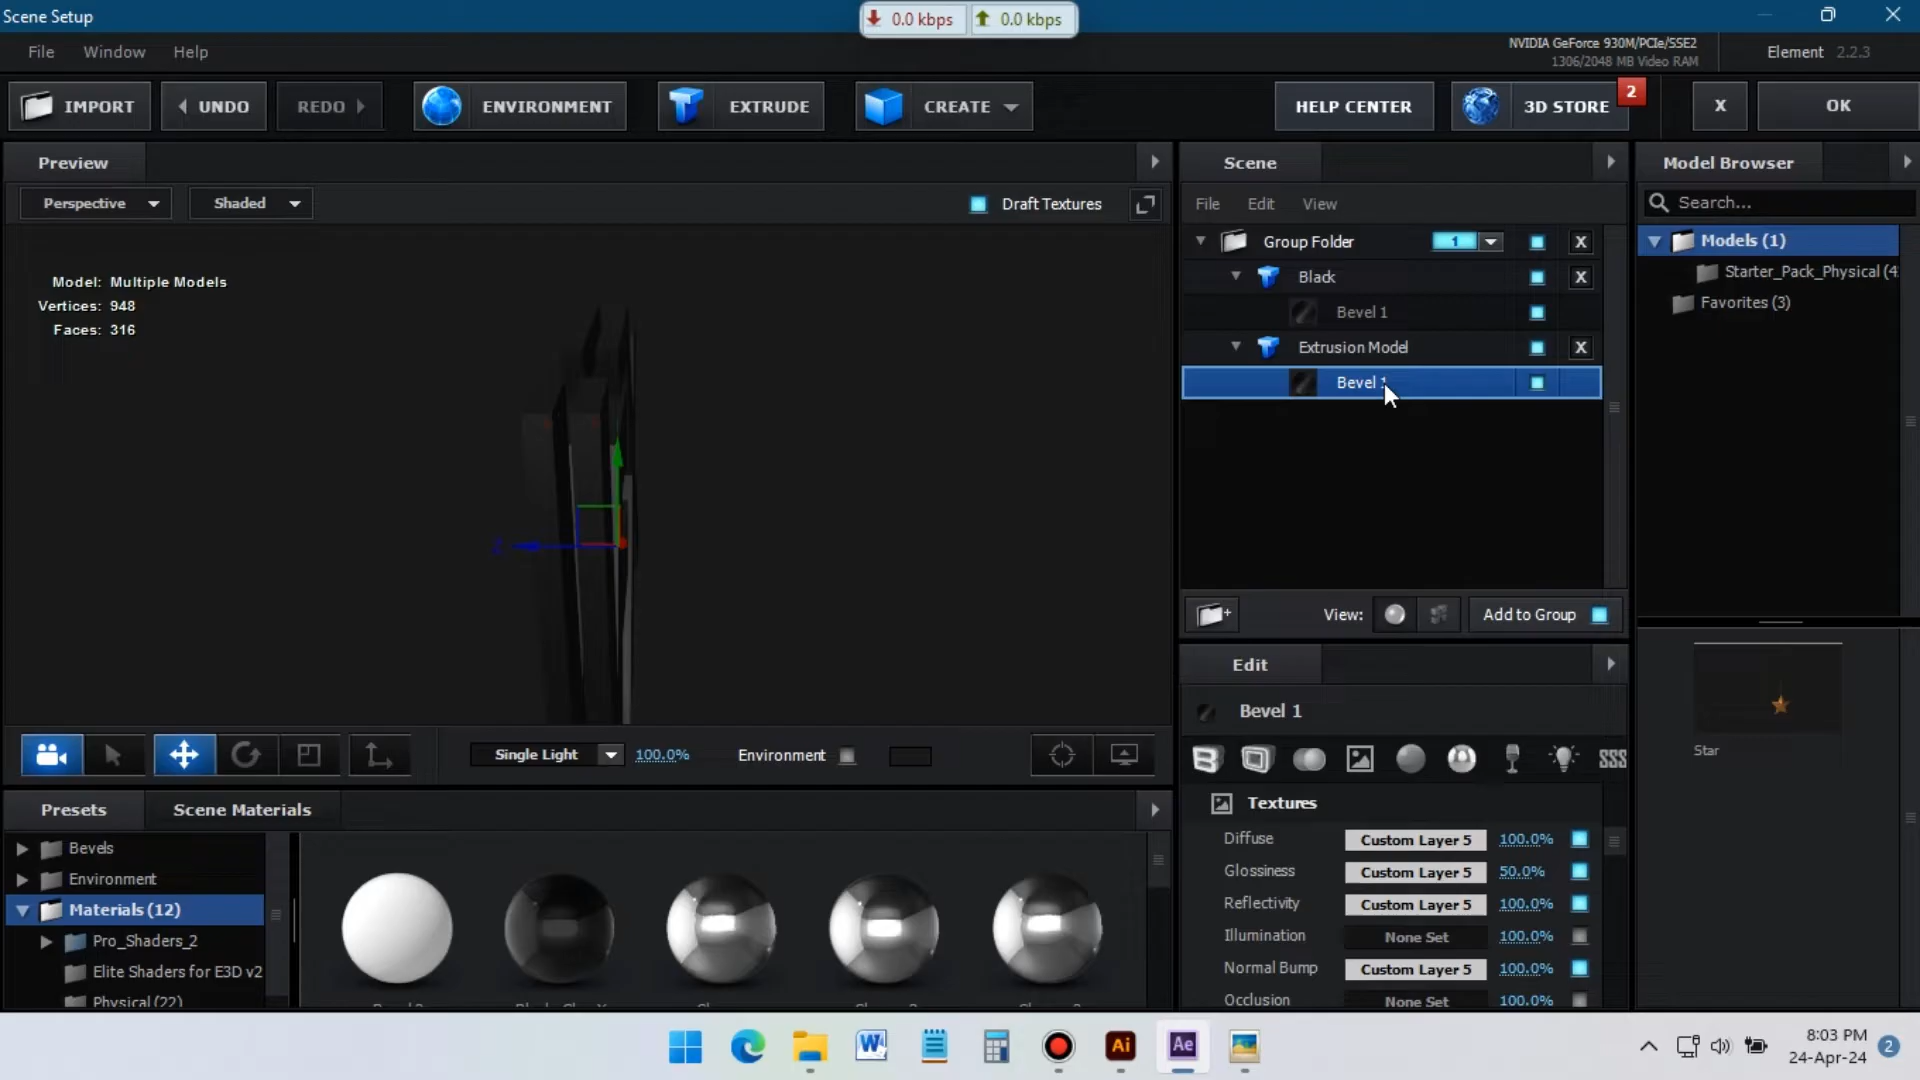 Scene Setup
0.0 kbps 0.0 kbps
File Window Help
NVIDIA GeForce 930M/PCIe/SSE2
1306/2048 MB Video RAM
Element 2.2.3
IMPORT UNDO REDO ENVIRONMENT EXTRUDE CREATE HELP CENTER 3D STORE 2 X OK
Preview
Perspective Shaded Draft Textures
Model: Multiple Models
Vertices: 948
Faces: 316
Z
Single Light 100.0% Environment
Scene
File Edit View
Group Folder 1 X
Black X
Bevel 1
Extrusion Model X
Bevel 1
View: Add to Group
Edit
Bevel 1
Textures
Diffuse Custom Layer 5 100.0%
Glossiness Custom Layer 5 50.0%
Reflectivity Custom Layer 5 100.0%
Illumination None Set 100.0%
Normal Bump Custom Layer 5 100.0%
Occlusion None Set 100.0%
Model Browser
Search...
Models (1)
Starter_Pack_Physical (4
Favorites (3)
Star
Presets Scene Materials
Bevels
Environment
Materials (12)
Pro_Shaders_2
Elite Shaders for E3D v2
Physical (22)
W Ai Ae
8:03 PM
24-Apr-24
2